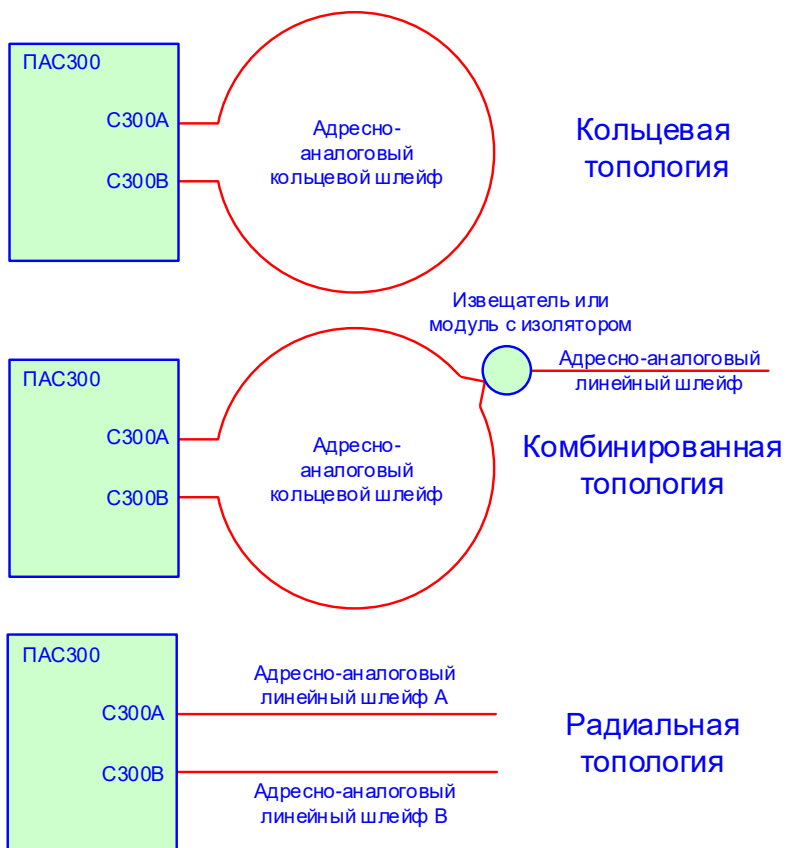 ПАС300
С300А
С300В
Адресно-
аналоговый
кольцевой шлейф
Кольцевая
топология
Извещатель или
модуль с изолятором
ПАС300
С300А
С300В
Адресно-
аналоговый
кольцевой шлейф
Адресно-аналоговый
линейный шлейф
Комбинированная
топология
ПАС300
С300А
С300В
Адресно-аналоговый
линейный шлейф А
Адресно-аналоговый
линейный шлейф В
Радиальная
топология